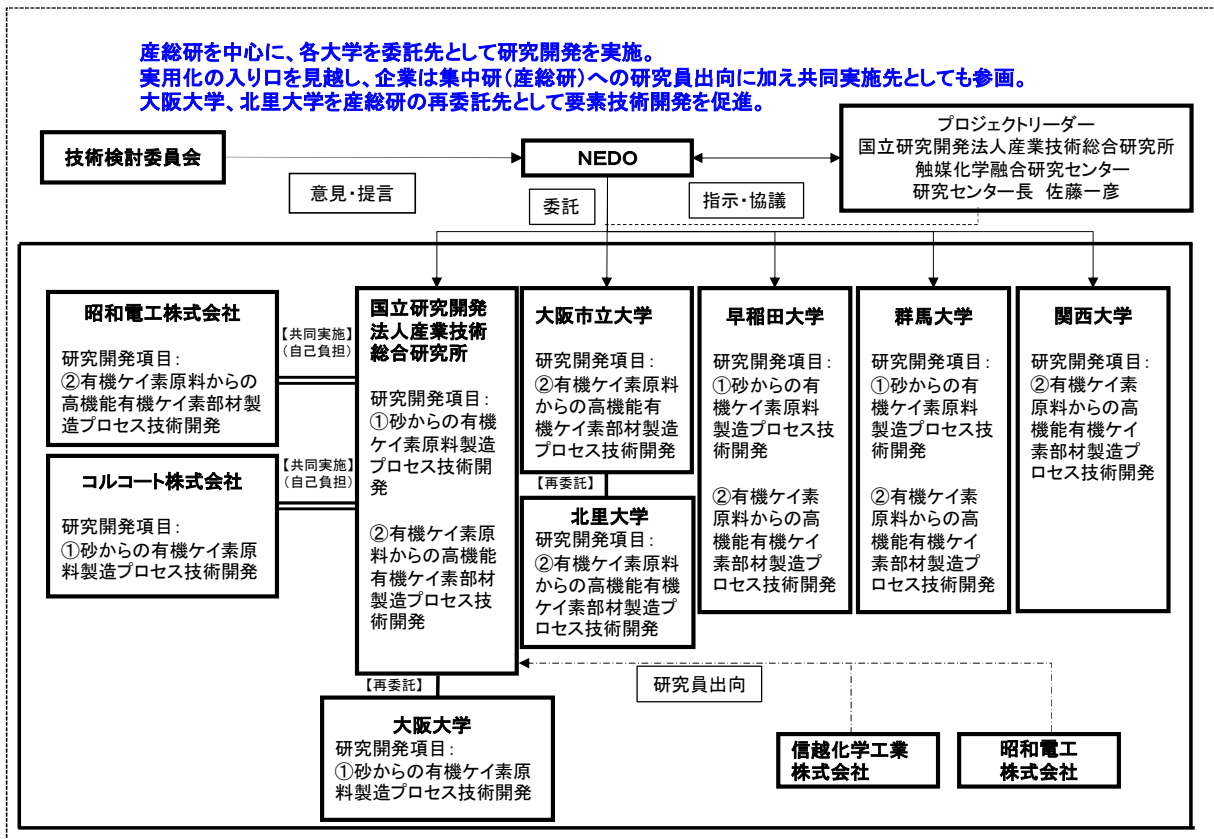 産総研を中心に、各大学を委託先として研究開発を実施。
実用化の入り口を見越し、企業は集中研(産総研)への研究員出向に加え共同実施先としても参画。
大阪大学、北里大学を産総研の再委託先として要素技術開発を促進。
技術検討委員会
意見・提言
NEDO
委託
指示・協議
プロジェクトリーダー
国立研究開発法人産業技術総合研究所
触媒化学融合研究センター
研究センター長 佐藤一彦
昭和電工株式会社
研究開発項目:
②有機ケイ素原料からの
高機能有機ケイ素部材製
造プロセス技術開発
【共同実施】
(自己負担)
コルコート株式会社
研究開発項目:
①砂からの有機ケイ素原
料製造プロセス技術開発
【共同実施】
(自己負担)
国立研究開発
法人産業技術
総合研究所
研究開発項目:
①砂からの有機
ケイ素原料製造
プロセス技術開
発
②有機ケイ素原
料からの高機能
有機ケイ素部材
製造プロセス技
術開発
【再委託】
大阪大学
研究開発項目:
①砂からの有機ケイ素原
料製造プロセス技術開発
大阪市立大学
研究開発項目:
②有機ケイ素原料
からの高機能有
機ケイ素部材製造
プロセス技術開発
【再委託】
北里大学
研究開発項目:
②有機ケイ素原料
からの高機能有機
ケイ素部材製造プ
ロセス技術開発
早稲田大学
研究開発項目:
①砂からの有
機ケイ素原料
製造プロセス技
術開発
②有機ケイ素
原料からの高
機能有機ケイ
素部材製造プ
ロセス技術開発
群馬大学
研究開発項目:
①砂からの有
機ケイ素原料
製造プロセス技
術開発
②有機ケイ素
原料からの高
機能有機ケイ
素部材製造プ
ロセス技術開発
関西大学
研究開発項目:
②有機ケイ素
原料からの高
機能有機ケイ
素部材製造プ
ロセス技術開発
研究員出向
信越化学工業
株式会社
昭和電工
株式会社